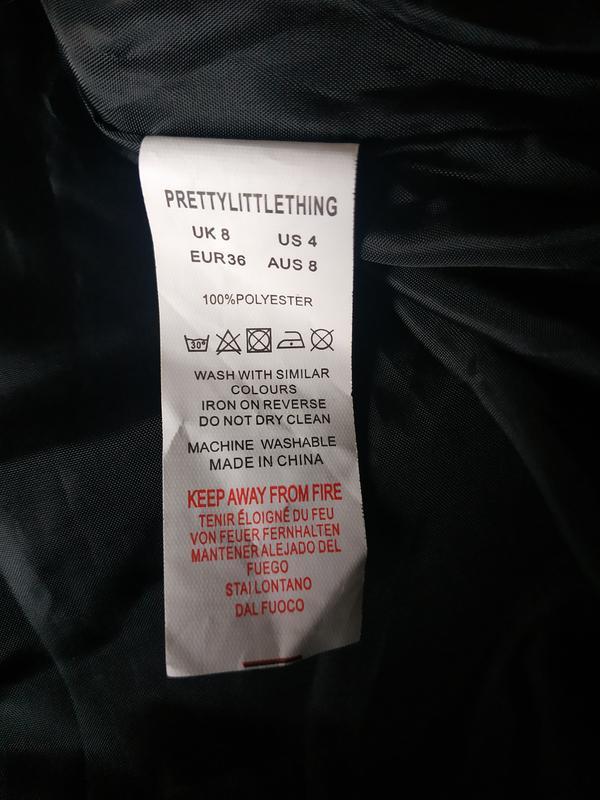 PRETTYLITTLETHING
UK 8 US 4
EUR36 AUS 8
100%POLYESTER
30°
WASH WITH SIMILAR
COLOURS
IRON ON REVERSE
DO NOT DRY CLEAN
MACHINE WASHABLE
MADE IN CHINA
KEEP AWAY FROM FIRE
TENIR ÉLOIGNÉ DU FEU
VON FEUER FERNHALTEN
MANTENER ALEJADO DEL
FUEGO
STAI LONTANO
DAL FUOCO